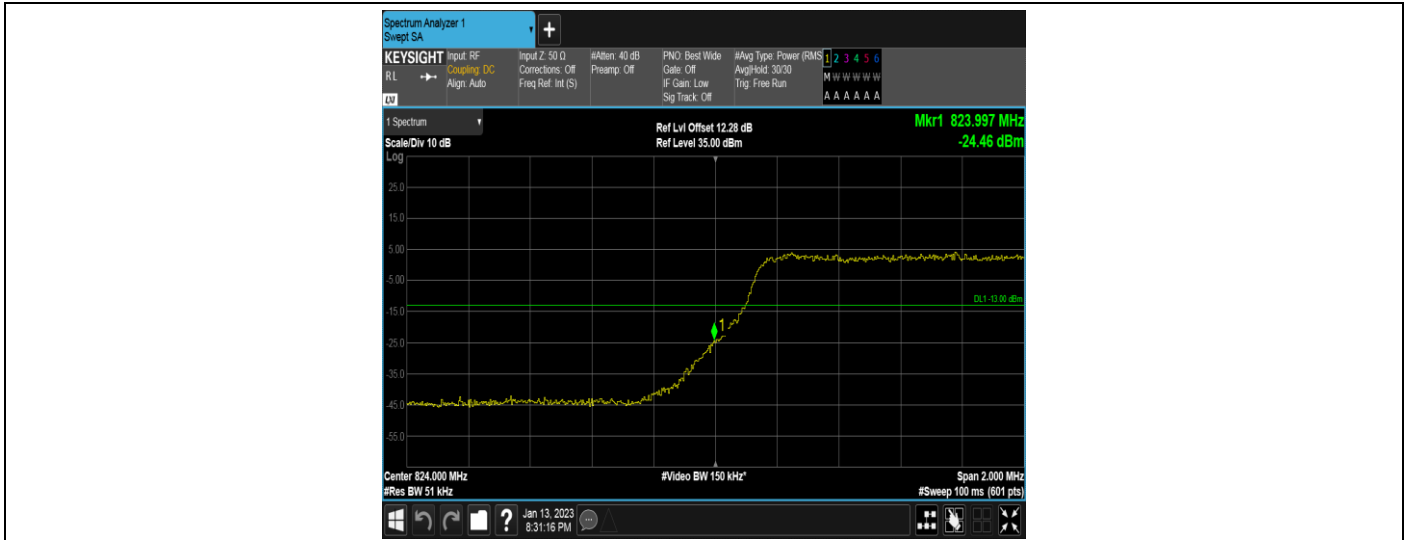 Spectrum Analyzer 1
Swept SA
+
KEYSIGHT Input: RF Input Z: 50 Ω #Atten: 40 dB PNO: Best Wide #Avg Type: Power (RMS 1 2 3 4 5 6
RL Coupling: DC Corrections: Off Preamp: Off Gate: Off Avg|Hold: 30/30 M W W W W W
Align: Auto Freq Ref: Int (S) IF Gain: Low Trig: Free Run
LXI Sig Track: Off A A A A A A
1 Spectrum Ref Lvl Offset 12.28 dB Mkr1 823.997 MHz
Scale/Div 10 dB Ref Level 35.00 dBm -24.46 dBm
Log
25.0
15.0
5.00
-5.00
DL1 -13.00 dBm
-15.0
1
-25.0
-35.0
-45.0
-55.0
Center 824.000 MHz #Video BW 150 kHz* Span 2.000 MHz
#Res BW 51 kHz #Sweep 100 ms (601 pts)
? Jan 13, 2023
8:31:16 PM